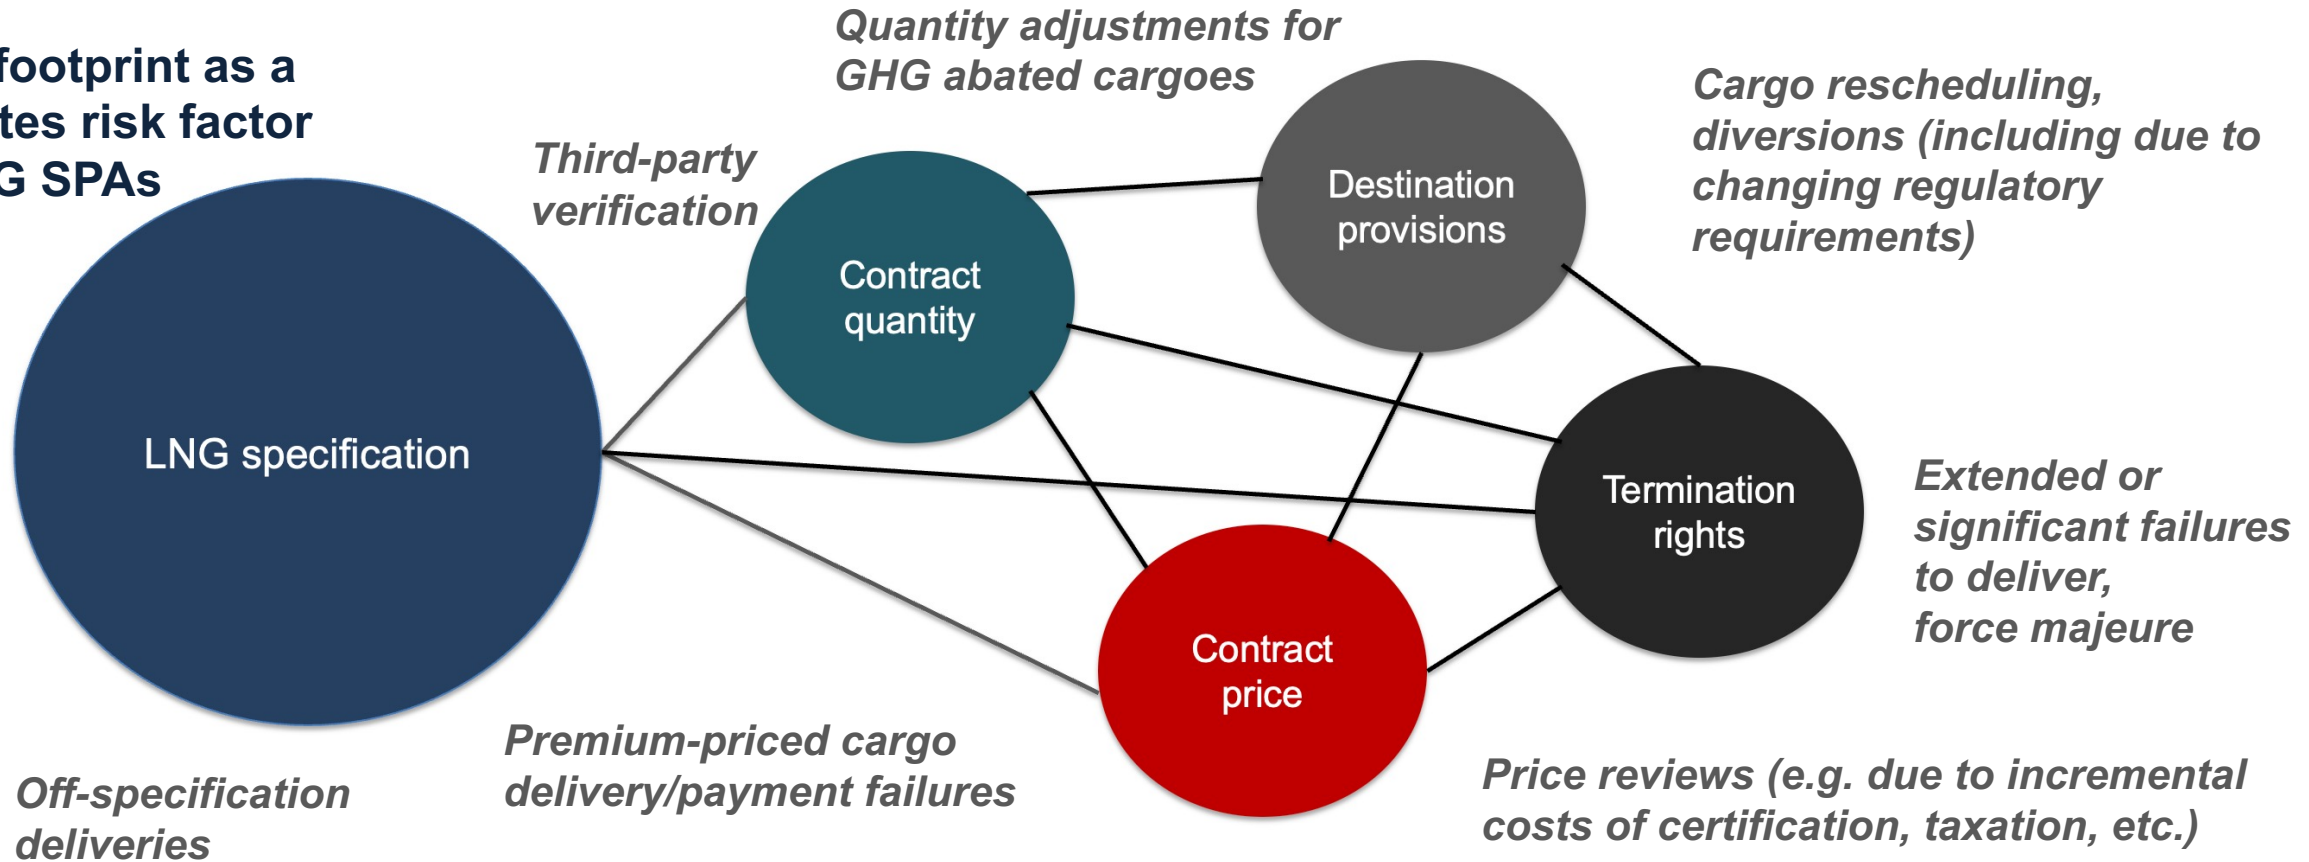 footprint as a
tes risk factor
G SPAs
Quantity adjustments for
GHG abated cargoes
Third-party
verification
Cargo rescheduling,
diversions (including due to
changing regulatory
requirements)
Destination
provisions
Contract
quantity
LNG specification
Termination
rights
Extended or
significant failures
to deliver,
force majeure
Contract
price
Premium-priced cargo
delivery/payment failures
Price reviews (e.g. due to incremental
costs of certification, taxation, etc.)
Off-specification
deliveries